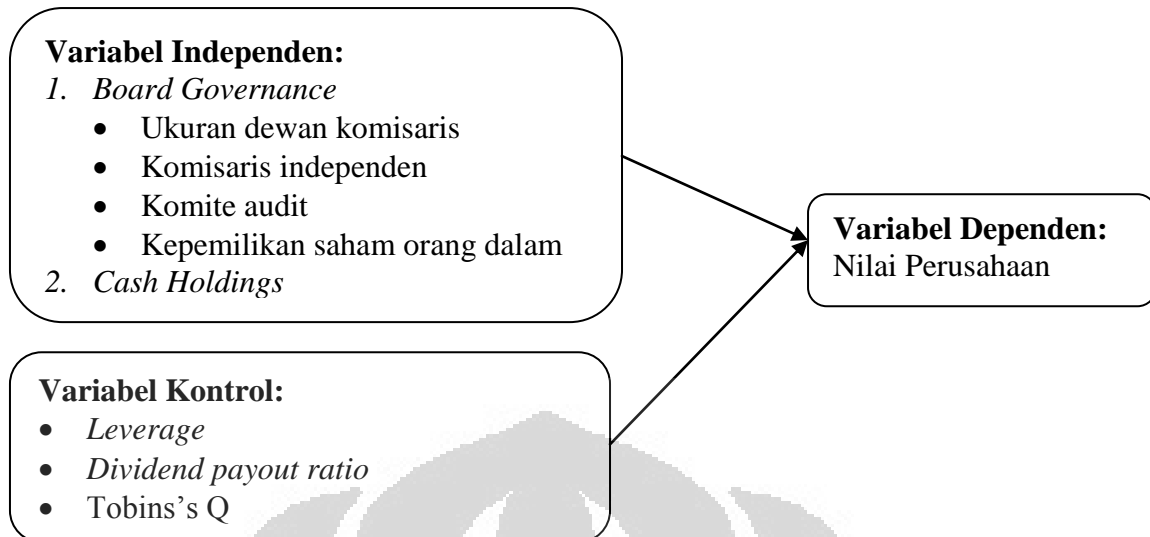 Variabel Independen:
1. Board Governance
• Ukuran dewan komisaris
• Komisaris independen
• Komite audit
• Kepemilikan saham orang dalam
2. Cash Holdings
Variabel Dependen:
Nilai Perusahaan
Variabel Kontrol:
• Leverage
• Dividend payout ratio
• Tobins’s Q